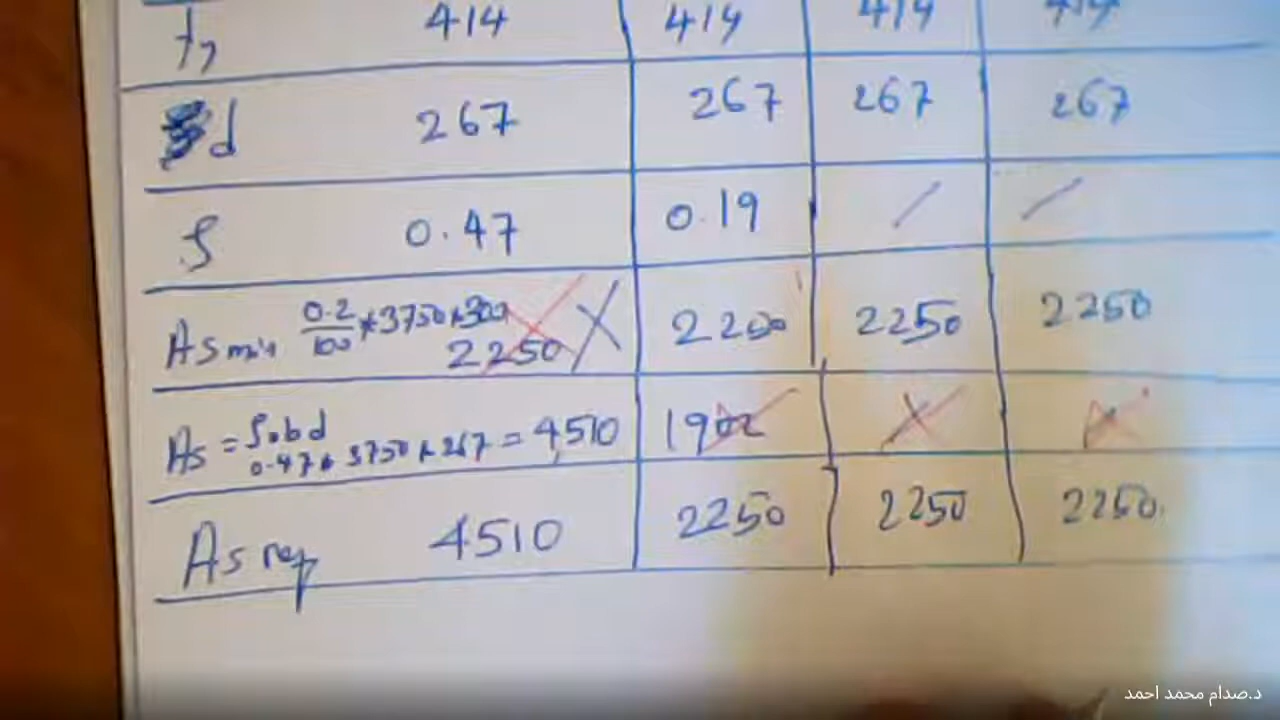 fy 414 414 414 414
d 267 267 267 267
ρ 0.47 0.19 / /
As min 0.2/100 * 3750 * 300 2250 2250 2250 2250
As = ρ.b d 0.47 * 3750 * 267 = 4510 1902
As req 4510 2250 2250 2250
د.صدام محمد احمد